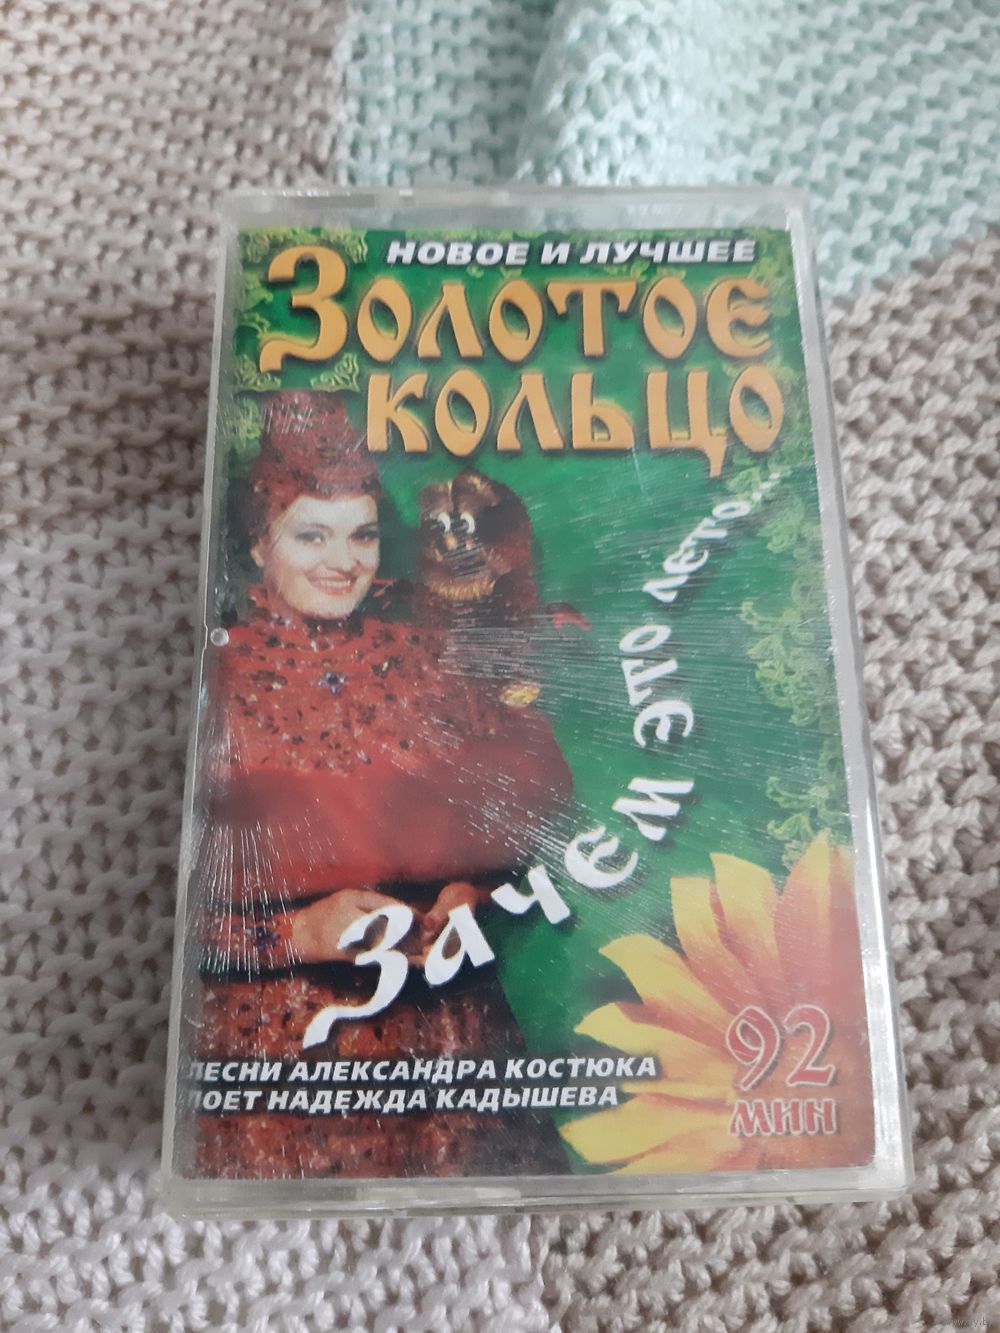 НОВОЕ И ЛУЧШЕЕ
ЗОЛОТОЕ
КОЛЬЦО
Зачем это лето...
ПЕСНИ АЛЕКСАНДРА КОСТЮКА
ПОЕТ НАДЕЖДА КАДЫШЕВА
92
МИН